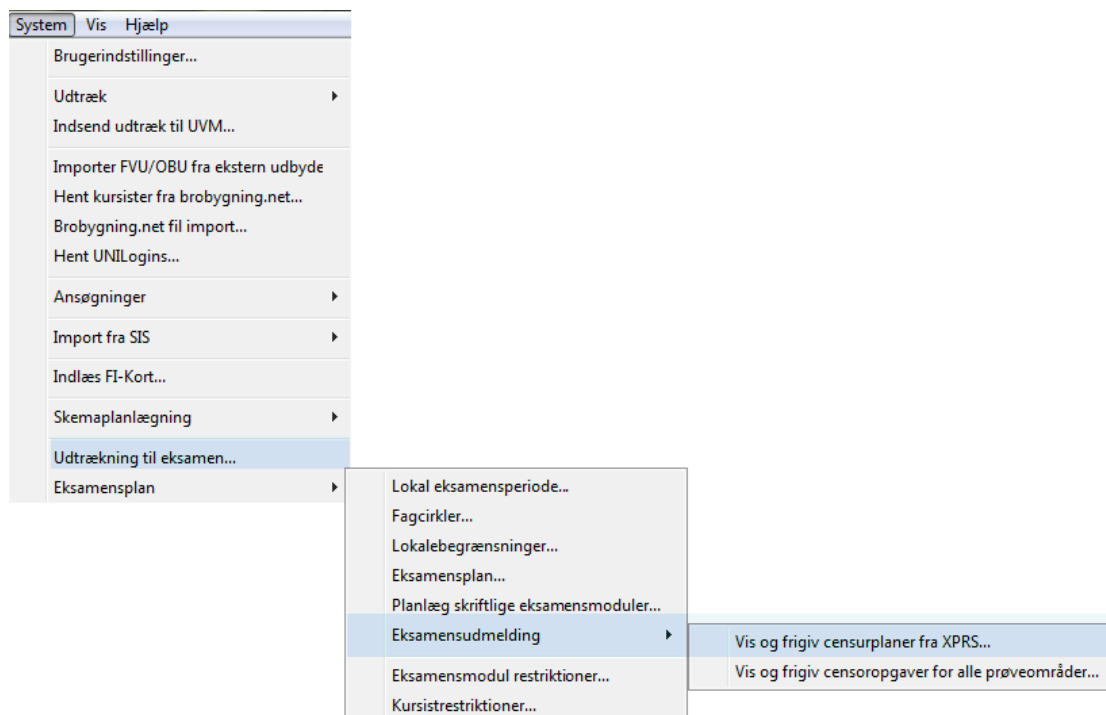 System Vis Hjælp
Brugerindstillinger...
Udtræk
Indsend udtræk til UVM...
Importer FVU/OBU fra ekstern udbyde
Hent kursister fra brobygning.net...
Brobygning.net fil import...
Hent UNILogins...
Ansøgninger
Import fra SIS
Indlæs FI-Kort...
Skemaplanlægning
Udtrækning til eksamen...
Eksamensplan
Lokal eksamensperiode...
Fagcirkler...
Lokalebegrænsninger...
Eksamensplan...
Planlæg skriftlige eksamensmoduler...
Eksamensudmelding
Vis og frigiv censurplaner fra XPRS...
Vis og frigiv censoropgaver for alle prøveområder...
Eksamensmodul restriktioner...
Kursistrestriktioner...